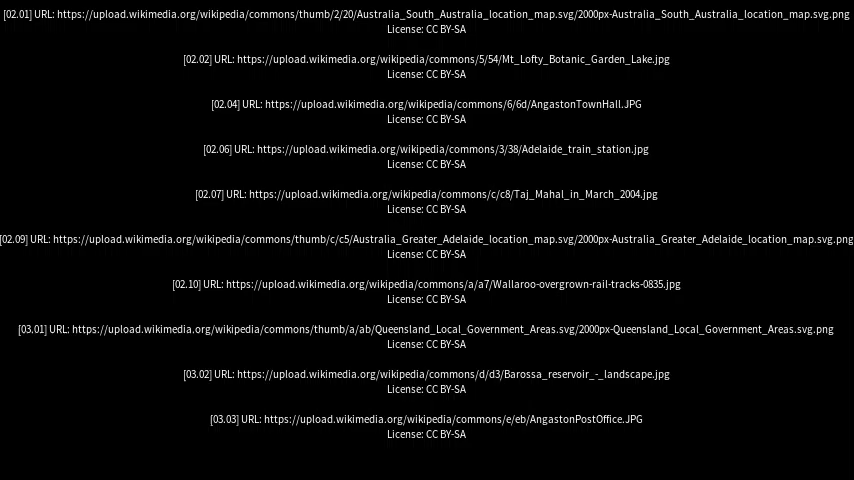 [02.01] URL: https://upload.wikimedia.org/wikipedia/commons/thumb/2/20/Australia_South_Australia_location_map.svg/2000px-Australia_South_Australia_location_map.svg.png
License: CC BY-SA
[02.02] URL: https://upload.wikimedia.org/wikipedia/commons/5/54/Mt_Lofty_Botanic_Garden_Lake.jpg
License: CC BY-SA
[02.04] URL: https://upload.wikimedia.org/wikipedia/commons/6/6d/AngastonTownHall.JPG
License: CC BY-SA
[02.06] URL: https://upload.wikimedia.org/wikipedia/commons/3/38/Adelaide_train_station.jpg
License: CC BY-SA
[02.07] URL: https://upload.wikimedia.org/wikipedia/commons/c/c8/Taj_Mahal_in_March_2004.jpg
License: CC BY-SA
[02.09] URL: https://upload.wikimedia.org/wikipedia/commons/thumb/c/c5/Australia_Greater_Adelaide_location_map.svg/2000px-Australia_Greater_Adelaide_location_map.svg.png
License: CC BY-SA
[02.10] URL: https://upload.wikimedia.org/wikipedia/commons/a/a7/Wallaroo-overgrown-rail-tracks-0835.jpg
License: CC BY-SA
[03.01] URL: https://upload.wikimedia.org/wikipedia/commons/thumb/a/ab/Queensland_Local_Government_Areas.svg/2000px-Queensland_Local_Government_Areas.svg.png
License: CC BY-SA
[03.02] URL: https://upload.wikimedia.org/wikipedia/commons/d/d3/Barossa_reservoir_-_landscape.jpg
License: CC BY-SA
[03.03] URL: https://upload.wikimedia.org/wikipedia/commons/e/eb/AngastonPostOffice.JPG
License: CC BY-SA